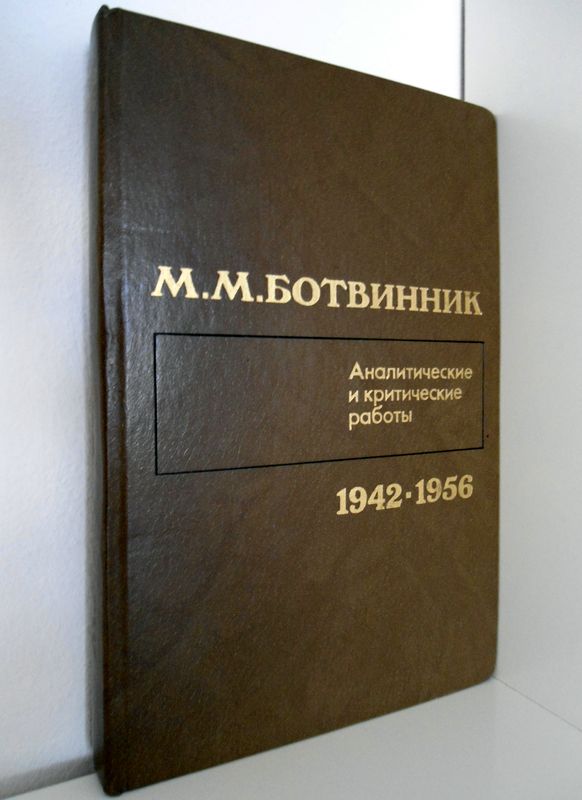 М.М.БОТВИННИК
Аналитические
и критические
работы
1942·1956